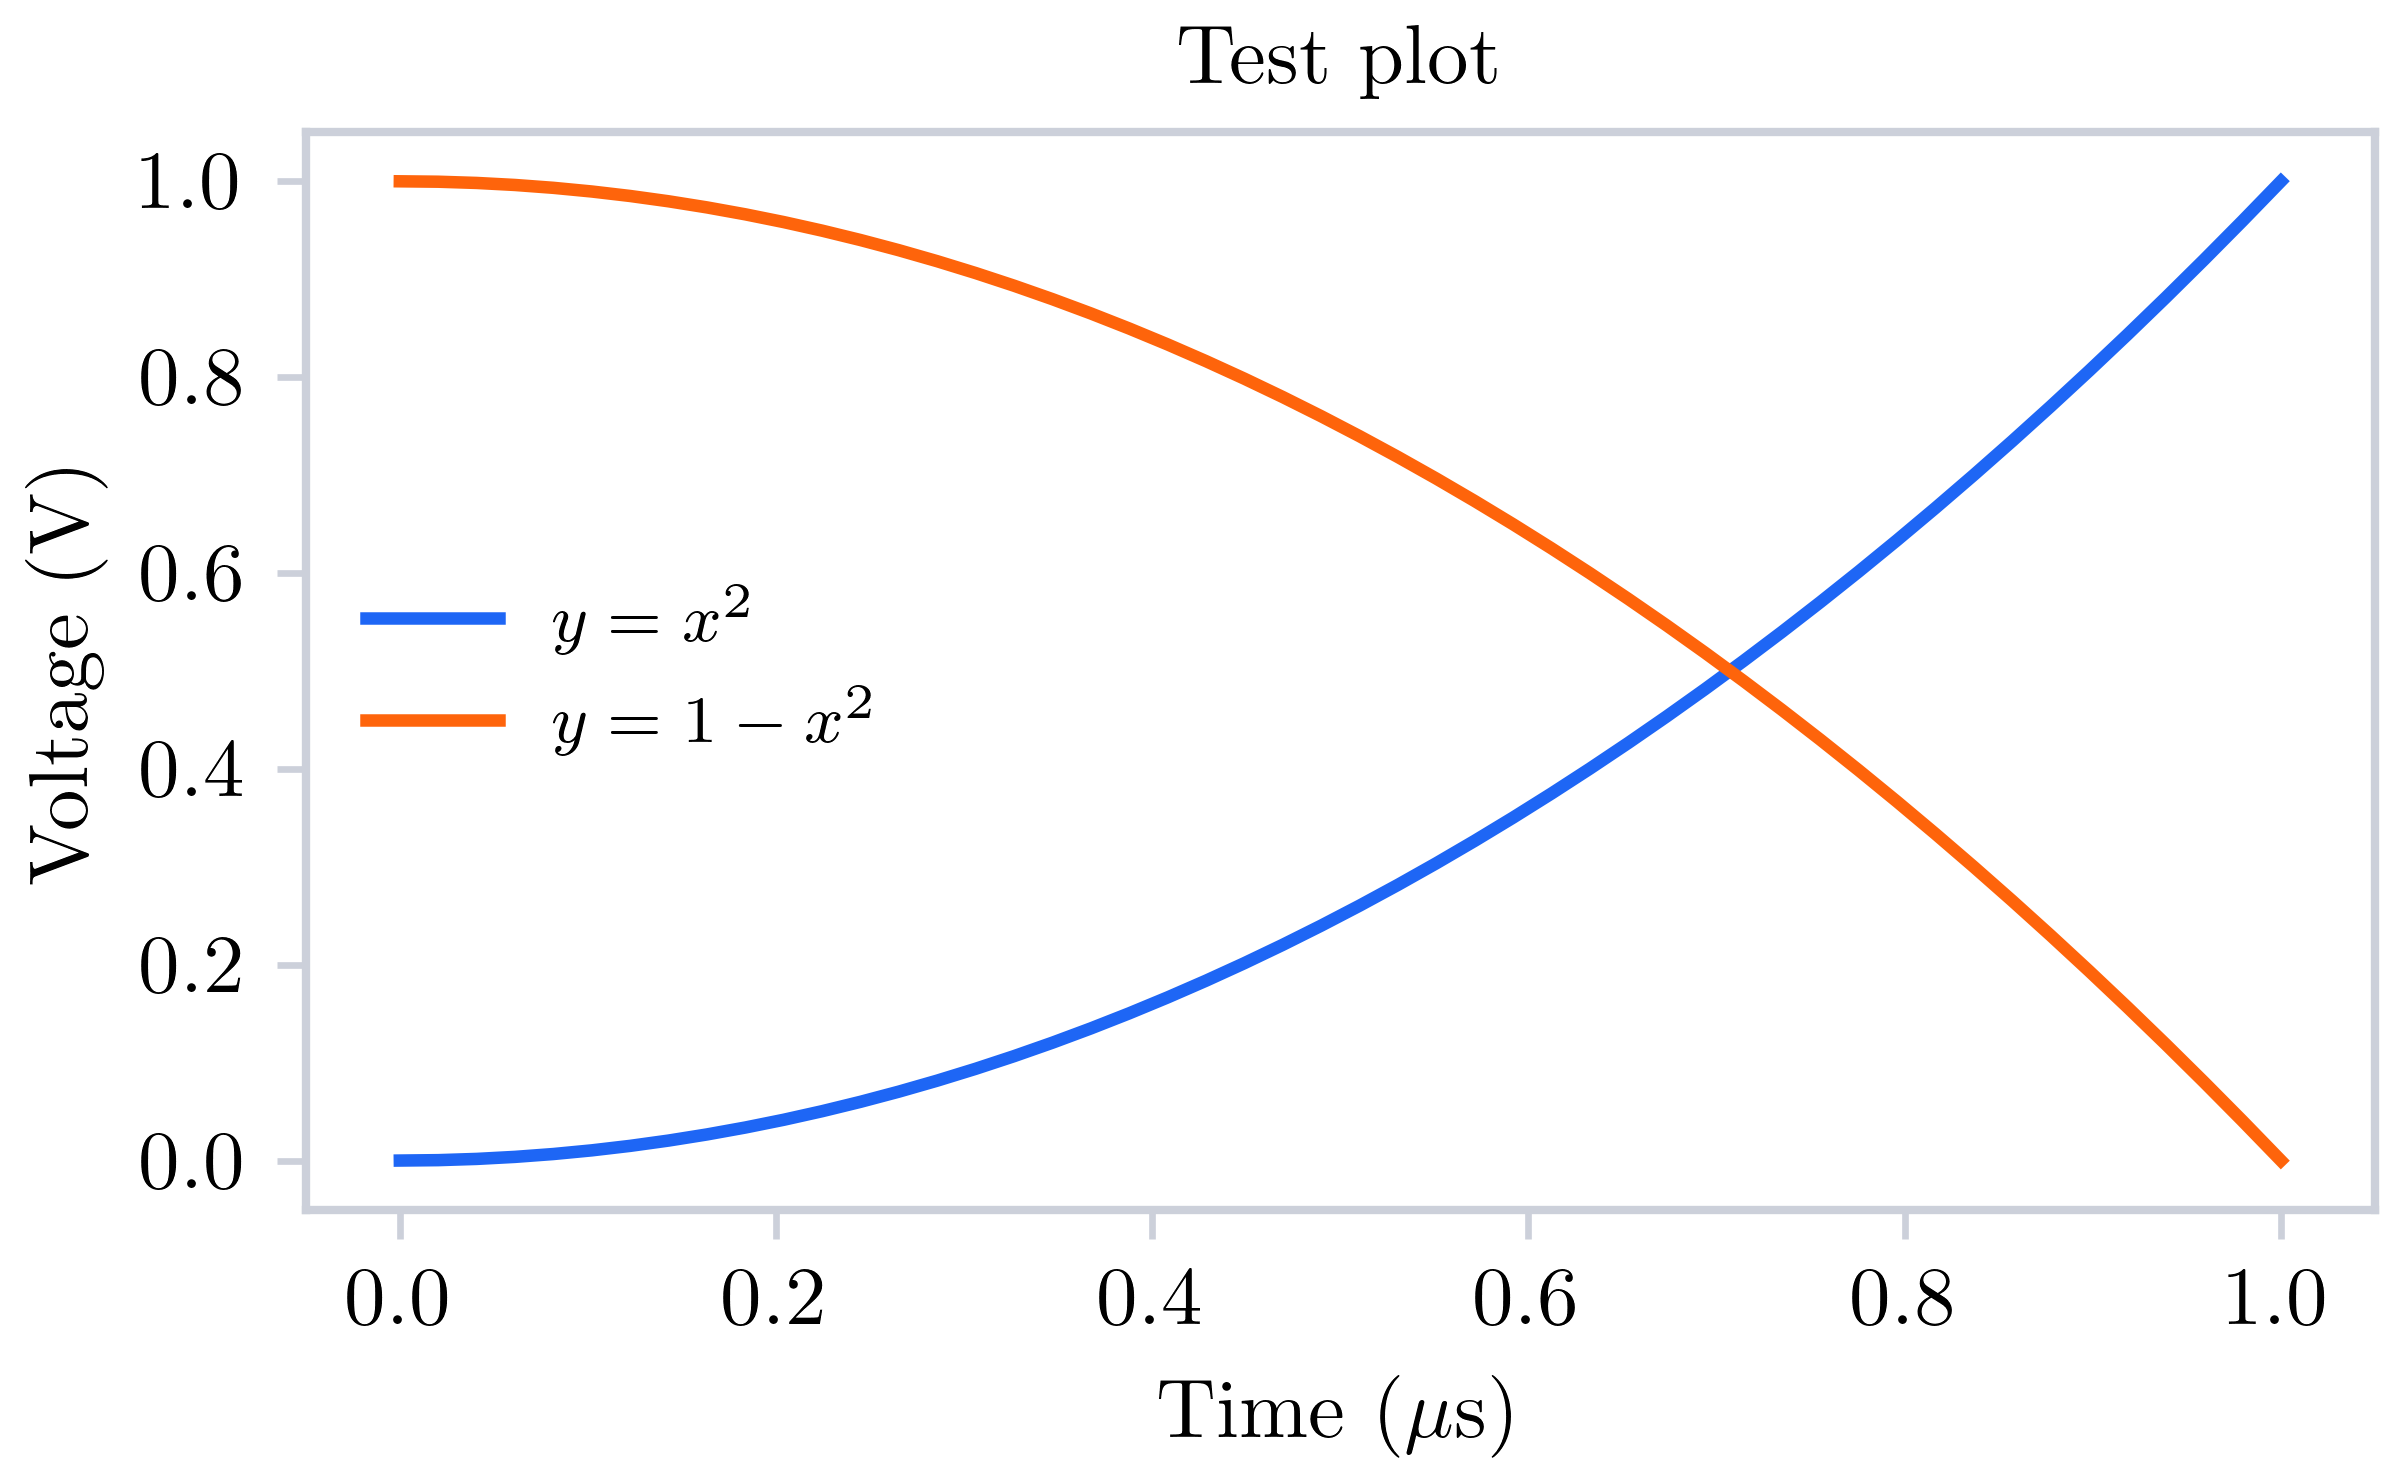 Test plot
Voltage (V)
1.0
0.8
0.6
0.4
0.2
0.0
y = x²
y = 1 − x²
0.0 0.2 0.4 0.6 0.8 1.0
Time (μs)